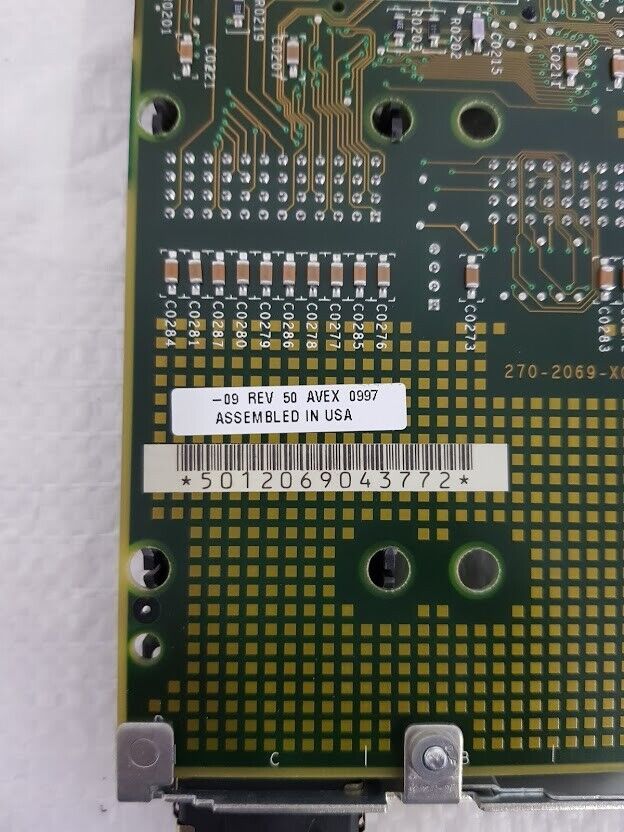 C0201
R0219
C0221
C0207
R0203
R0202
C0215
C0284
C0281
C0287
C0280
C0279
C0286
C0278
C0277
C0285
C0276
C0273
C0283
270-2069-
-09 REV 50 AVEX 0997
ASSEMBLED IN USA
*5012069043772*
C
B